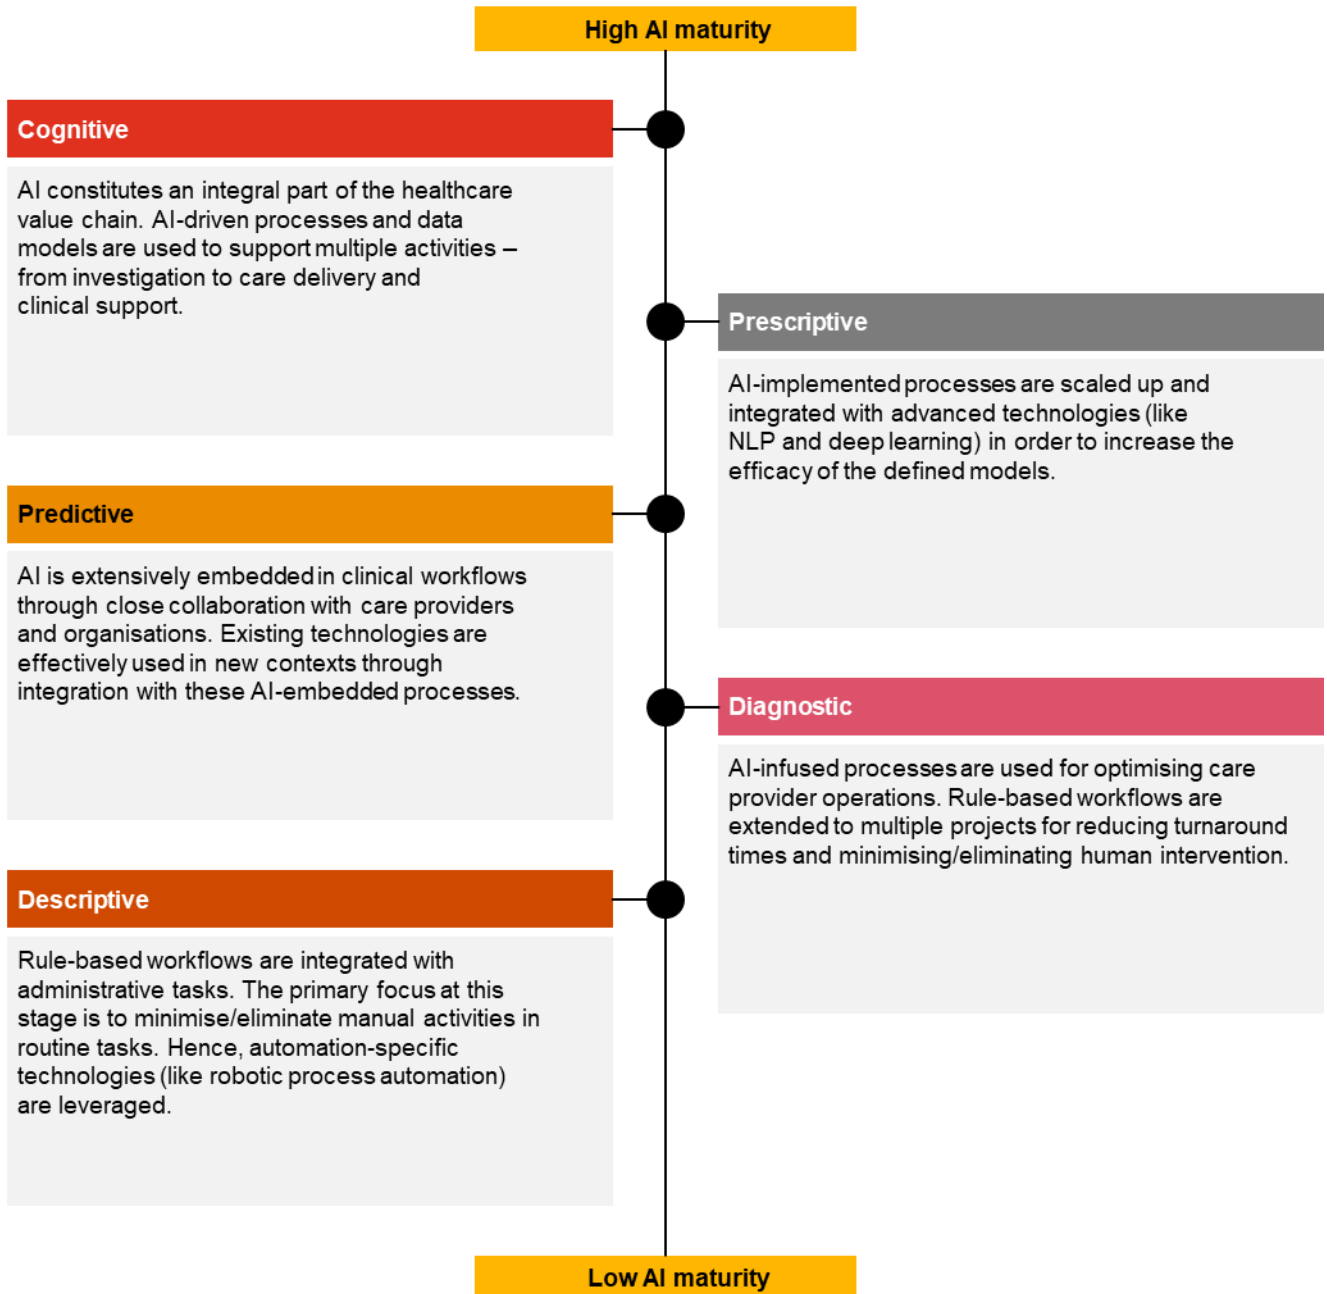 High AI maturity
Cognitive
AI constitutes an integral part of the healthcare
value chain. AI-driven processes and data
models are used to support multiple activities –
from investigation to care delivery and
clinical support.
Prescriptive
AI-implemented processes are scaled up and
integrated with advanced technologies (like
NLP and deep learning) in order to increase the
efficacy of the defined models.
Predictive
AI is extensively embedded in clinical workflows
through close collaboration with care providers
and organisations. Existing technologies are
effectively used in new contexts through
integration with these AI-embedded processes.
Diagnostic
AI-infused processes are used for optimising care
provider operations. Rule-based workflows are
extended to multiple projects for reducing turnaround
times and minimising/eliminating human intervention.
Descriptive
Rule-based workflows are integrated with
administrative tasks. The primary focus at this
stage is to minimise/eliminate manual activities in
routine tasks. Hence, automation-specific
technologies (like robotic process automation)
are leveraged.
Low AI maturity